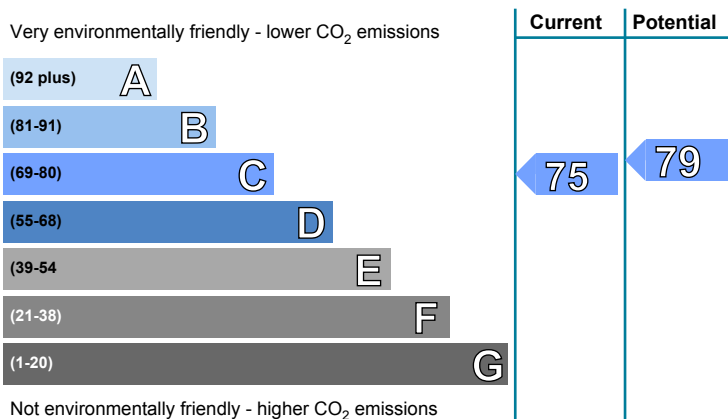 Very environmentally friendly - lower CO₂ emissions
Current
Potential
(92 plus) A
(81-91) B
(69-80) C
(55-68) D
(39-54 E
(21-38) F
(1-20) G
75
79
Not environmentally friendly - higher CO₂ emissions